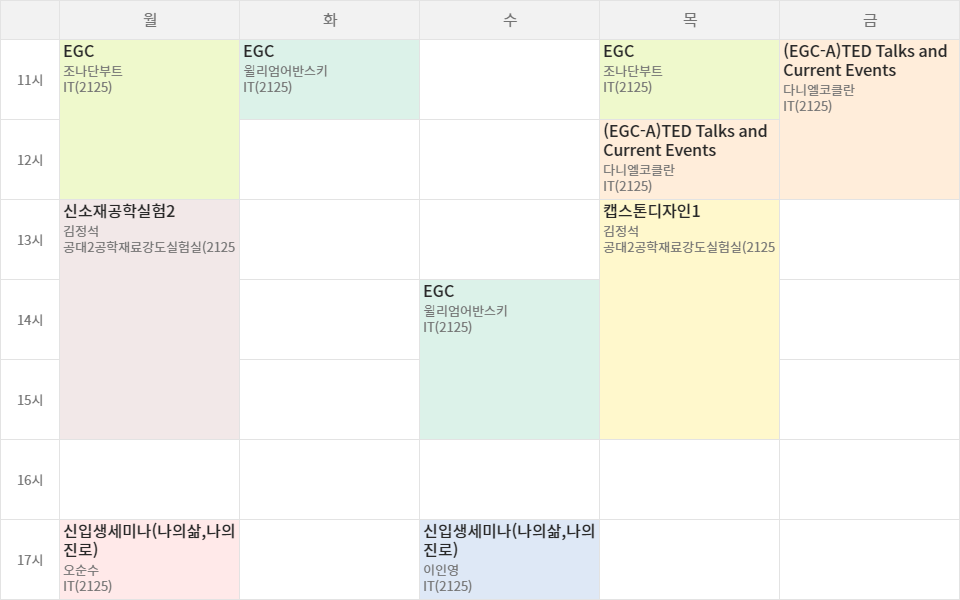 월
화
수
목
금
11시
EGC
조나단부트
IT(2125)
EGC
윌리엄어반스키
IT(2125)
EGC
조나단부트
IT(2125)
(EGC-A)TED Talks and
Current Events
다니엘코클란
IT(2125)
12시
(EGC-A)TED Talks and
Current Events
다니엘코클란
IT(2125)
13시
신소재공학실험2
김정석
공대2공학재료강도실험실(2125
캡스톤디자인1
김정석
공대2공학재료강도실험실(2125
14시
EGC
윌리엄어반스키
IT(2125)
15시
16시
17시
신입생세미나(나의삶,나의
진로)
오순수
IT(2125)
신입생세미나(나의삶,나의
진로)
이인영
IT(2125)